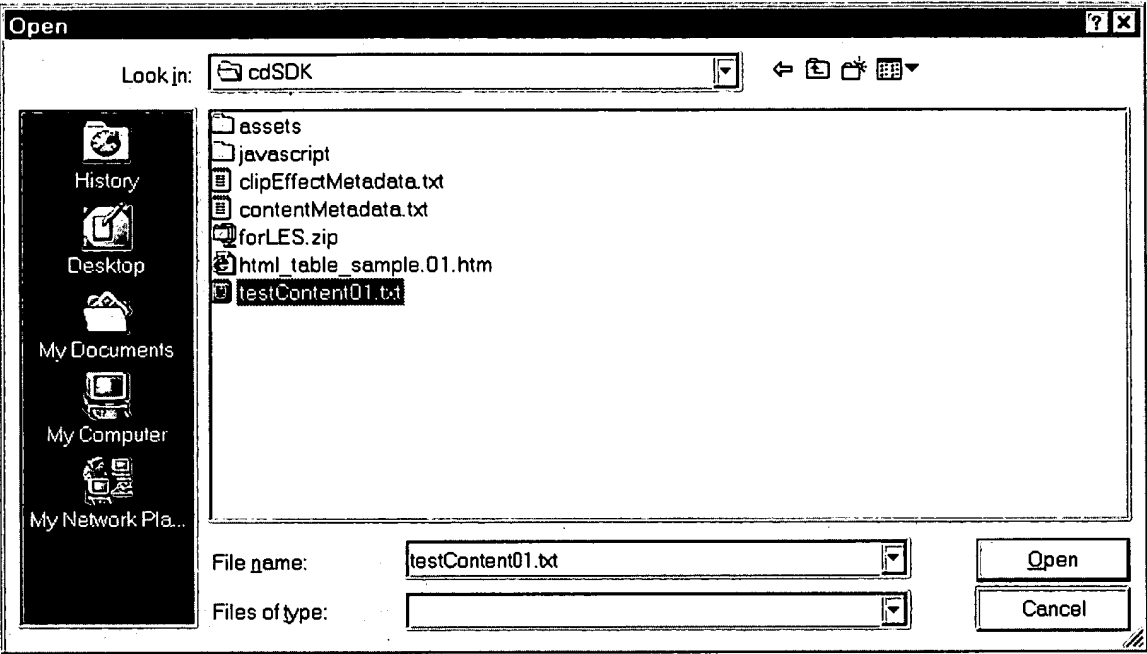 Open
Look in: cdSDK
History
Desktop
My Documents
My Computer
My Network Pla...
assets
javascript
clipEffectMetadata.txt
contentMetadata.txt
forLES.zip
html_table_sample.01.htm
testContent01.txt
File name: testContent01.txt Open
Files of type: Cancel